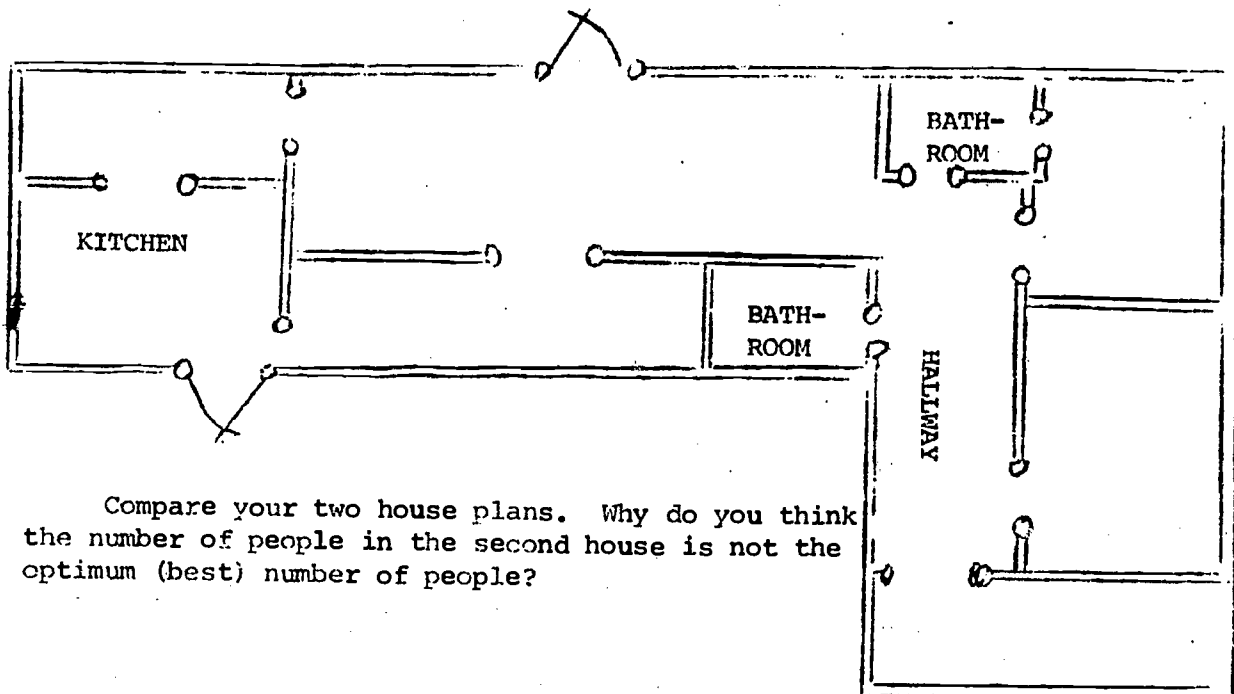 BATH-
ROOM
KITCHEN
BATH-
ROOM
HALLWAY
Compare your two house plans. Why do you think
the number of people in the second house is not the
optimum (best) number of people?